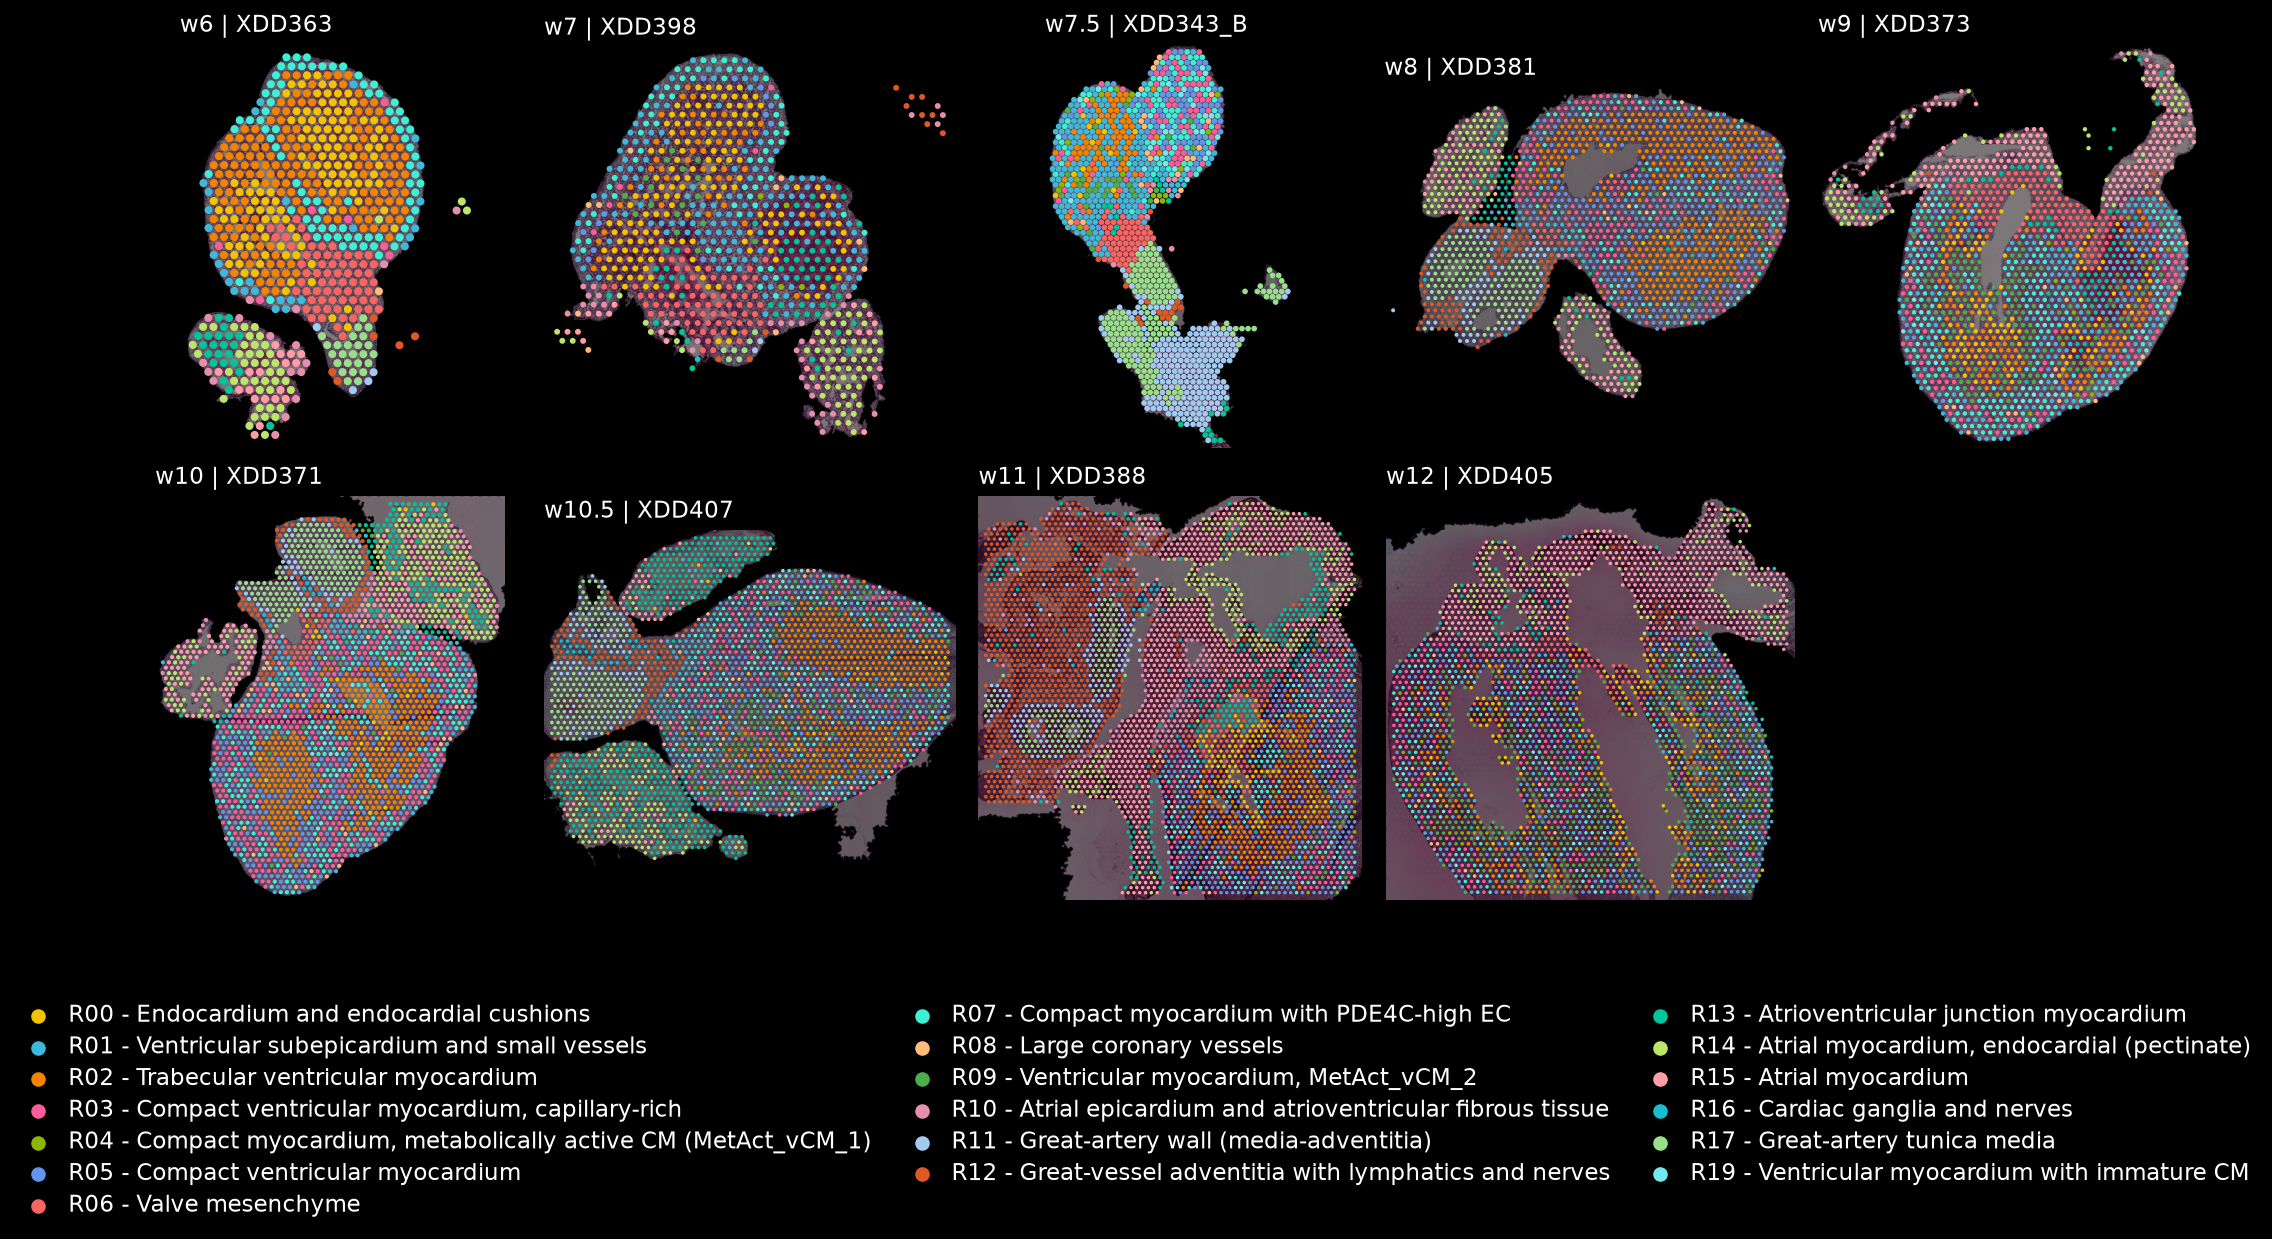 w6 | XDD363
w7 | XDD398
w7.5 | XDD343_B
w8 | XDD381
w9 | XDD373
w10 | XDD371
w10.5 | XDD407
w11 | XDD388
w12 | XDD405
R00 - Endocardium and endocardial cushions
R01 - Ventricular subepicardium and small vessels
R02 - Trabecular ventricular myocardium
R03 - Compact ventricular myocardium, capillary-rich
R04 - Compact myocardium, metabolically active CM (MetAct_vCM_1)
R05 - Compact ventricular myocardium
R06 - Valve mesenchyme
R07 - Compact myocardium with PDE4C-high EC
R08 - Large coronary vessels
R09 - Ventricular myocardium, MetAct_vCM_2
R10 - Atrial epicardium and atrioventricular fibrous tissue
R11 - Great-artery wall (media-adventitia)
R12 - Great-vessel adventitia with lymphatics and nerves
R13 - Atrioventricular junction myocardium
R14 - Atrial myocardium, endocardial (pectinate)
R15 - Atrial myocardium
R16 - Cardiac ganglia and nerves
R17 - Great-artery tunica media
R19 - Ventricular myocardium with immature CM